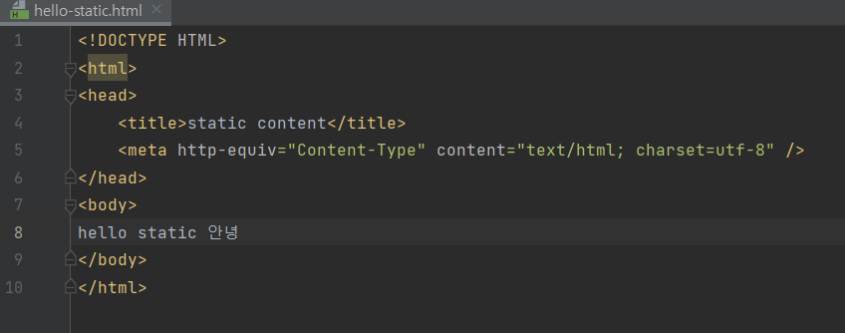 hello-static.html
1 <!DOCTYPE HTML>
2 <html>
3 <head>
4     <title>static content</title>
5     <meta http-equiv="Content-Type" content="text/html; charset=utf-8" />
6 </head>
7 <body>
8 hello static 안녕
9 </body>
10 </html>